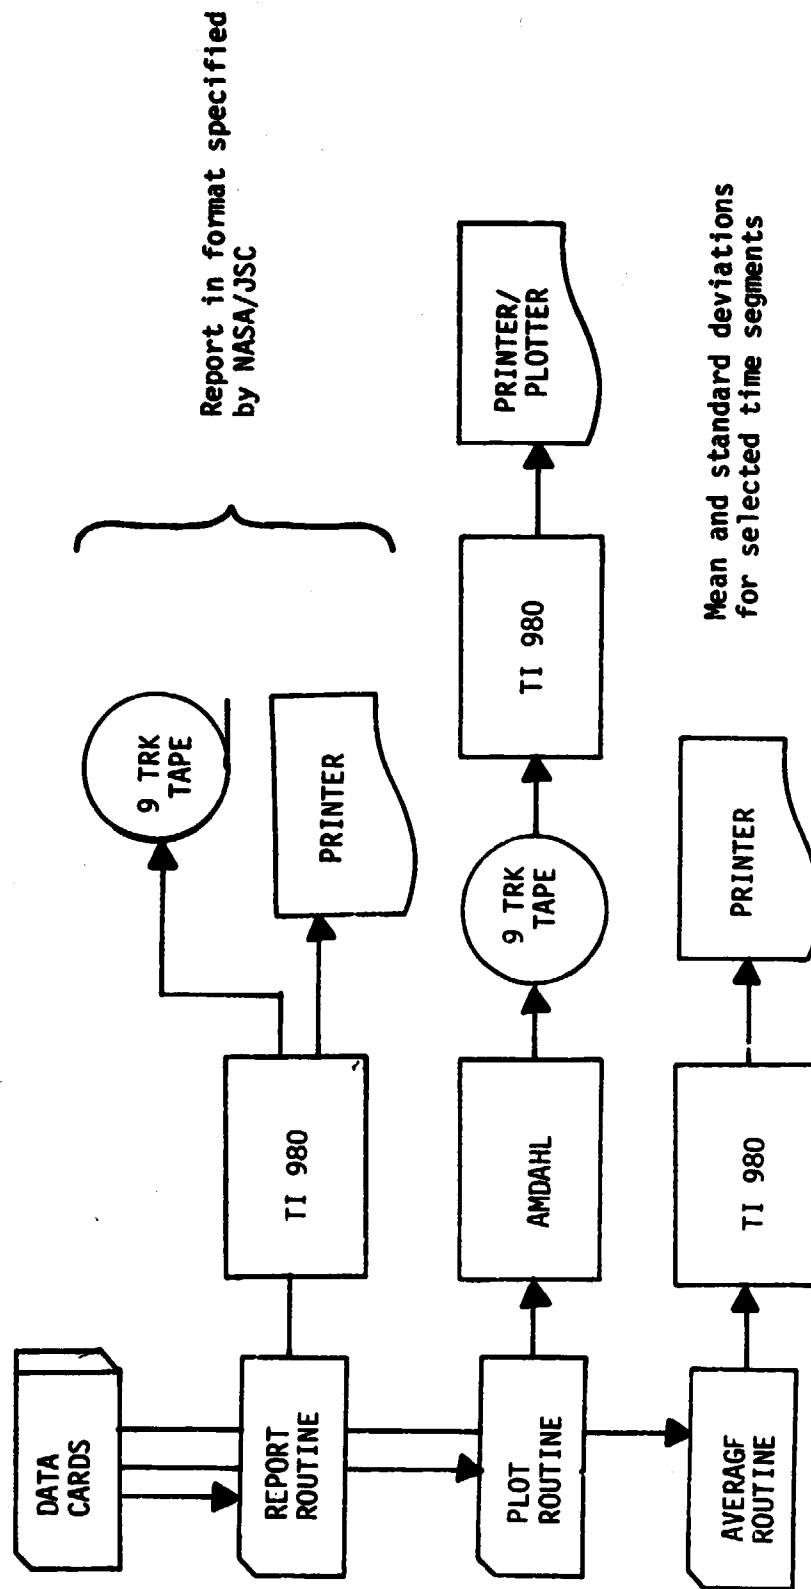 DATA
CARDS
REPORT
ROUTINE
TI 980
9 TRK
TAPE
PRINTER
Report in format specified
by NASA/JSC
PLOT
ROUTINE
AMDAHL
9 TRK
TAPE
TI 980
PRINTER/
PLOTTER
AVERAGF
ROUTINE
TI 980
PRINTER
Mean and standard deviations
for selected time segments